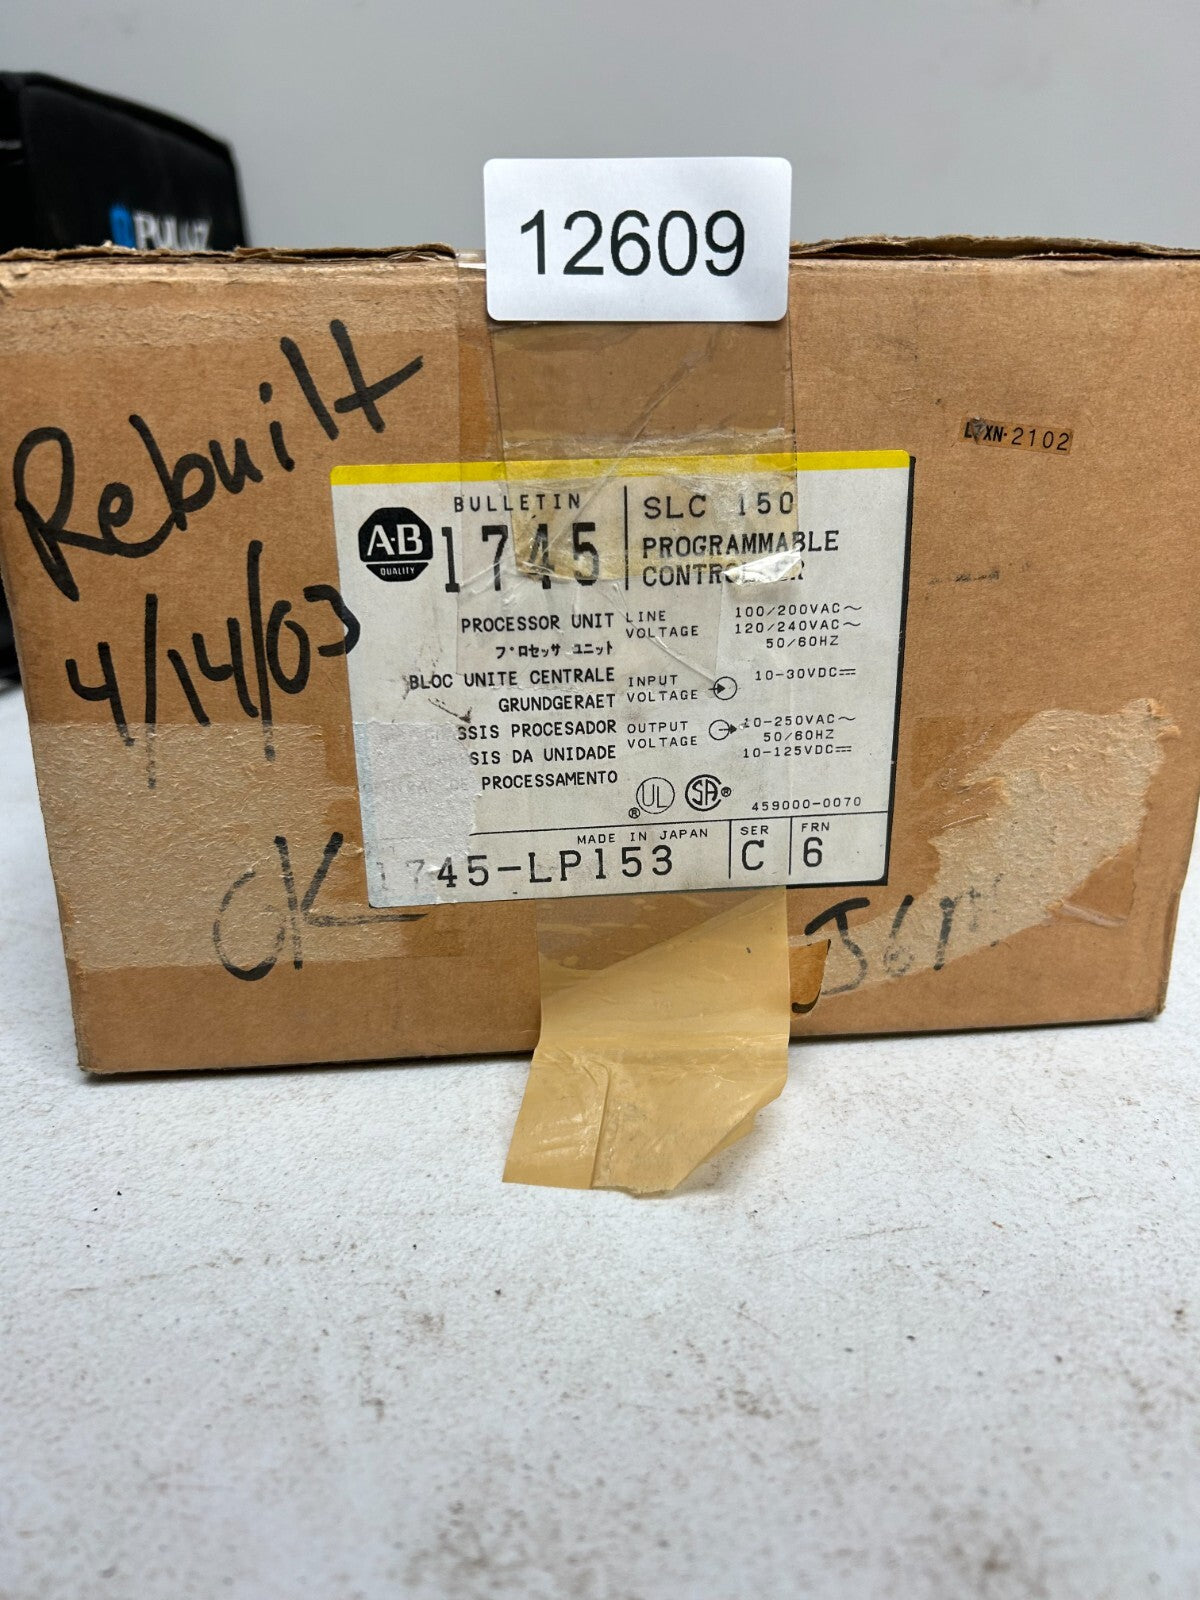 12609
Rebuilt
4/14/03
OK
L7XN-2102
BULLETIN
1745
SLC 150
PROGRAMMABLE
CONTROLLER
A·B
QUALITY
PROCESSOR UNIT
プロセッサ ユニット
BLOC UNITE CENTRALE
GRUNDGERAET
SSIS PROCESADOR
SIS DA UNIDADE
PROCESSAMENTO
LINE VOLTAGE
100/200VAC~
120/240VAC~
50/60HZ
INPUT VOLTAGE
10-30VDC⎓
OUTPUT VOLTAGE
10-250VAC~
50/60HZ
10-125VDC⎓
UL ® SA ®
459000-0070
MADE IN JAPAN
1745-LP153
SER
C
FRN
6